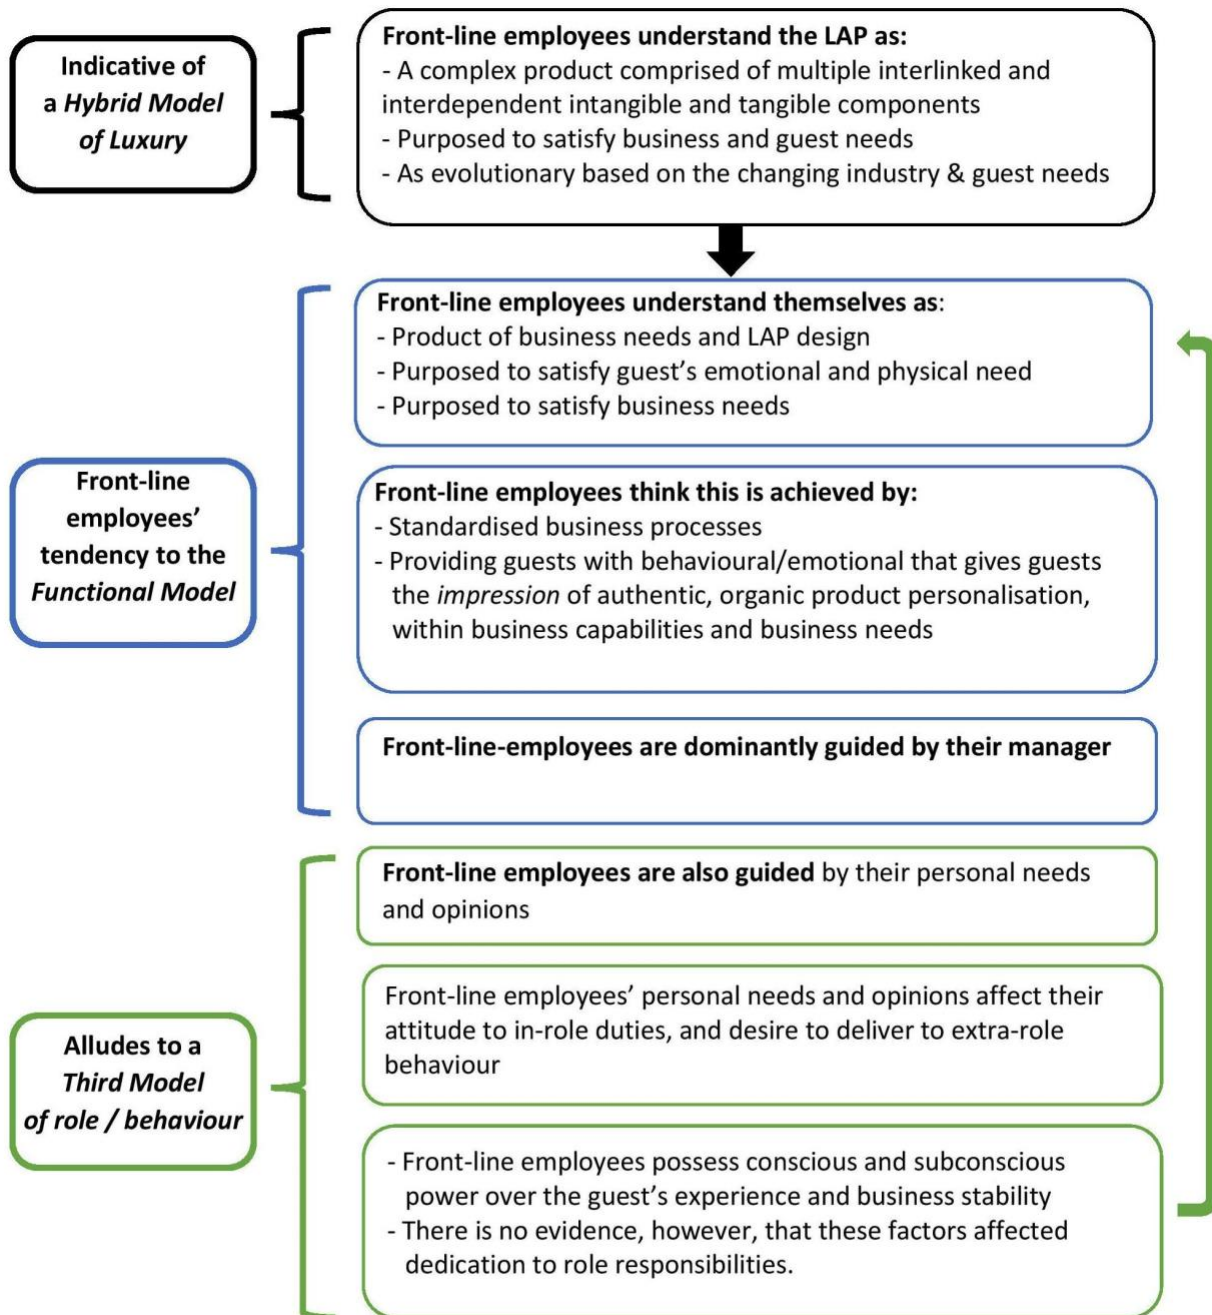 Indicative of
a Hybrid Model
of Luxury
Front-line employees understand the LAP as:
- A complex product comprised of multiple interlinked and
interdependent intangible and tangible components
- Purposed to satisfy business and guest needs
- As evolutionary based on the changing industry & guest needs
Front-line
employees’
tendency to the
Functional Model
Front-line employees understand themselves as:
- Product of business needs and LAP design
- Purposed to satisfy guest’s emotional and physical need
- Purposed to satisfy business needs
Front-line employees think this is achieved by:
- Standardised business processes
- Providing guests with behavioural/emotional that gives guests
the impression of authentic, organic product personalisation,
within business capabilities and business needs
Front-line-employees are dominantly guided by their manager
Alludes to a
Third Model
of role / behaviour
Front-line employees are also guided by their personal needs
and opinions
Front-line employees’ personal needs and opinions affect their
attitude to in-role duties, and desire to deliver to extra-role
behaviour
- Front-line employees possess conscious and subconscious
power over the guest’s experience and business stability
- There is no evidence, however, that these factors affected
dedication to role responsibilities.